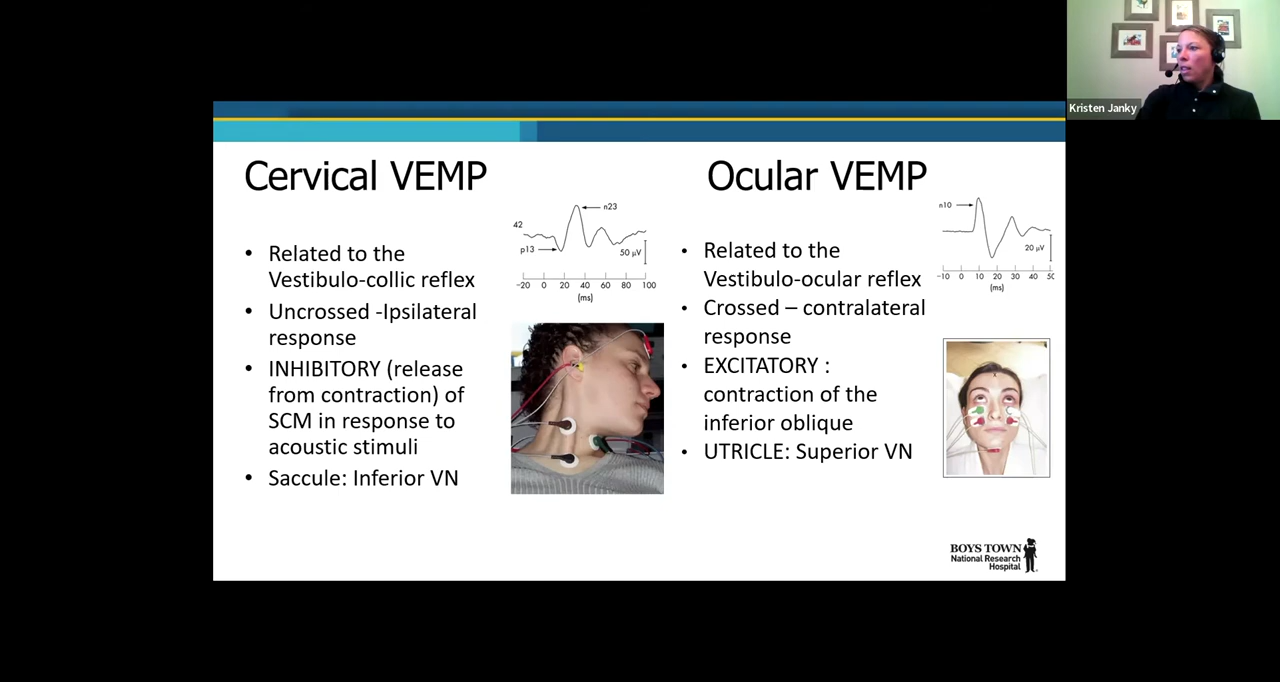 Kristen Janky
Cervical VEMP
42
n23
p13
50 µV
-20 0 20 40 60 80 100
(ms)
• Related to the
Vestibulo-collic reflex
• Uncrossed -Ipsilateral
response
• INHIBITORY (release
from contraction) of
SCM in response to
acoustic stimuli
• Saccule: Inferior VN
Ocular VEMP
n10
20 µV
-10 0 10 20 30 40 50
(ms)
• Related to the
Vestibulo-ocular reflex
• Crossed – contralateral
response
• EXCITATORY :
contraction of the
inferior oblique
• UTRICLE: Superior VN
BOYS TOWN
National Research
Hospital